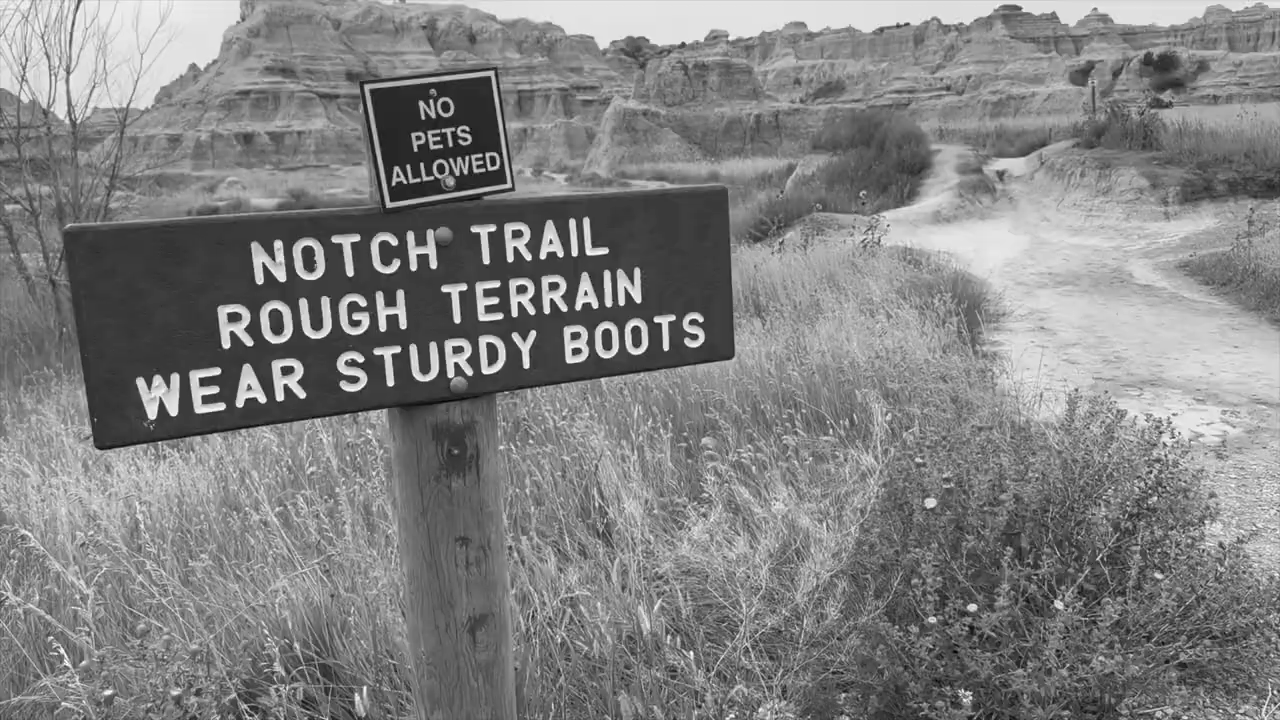 NO
PETS
ALLOWED
NOTCH TRAIL
ROUGH TERRAIN
WEAR STURDY BOOTS